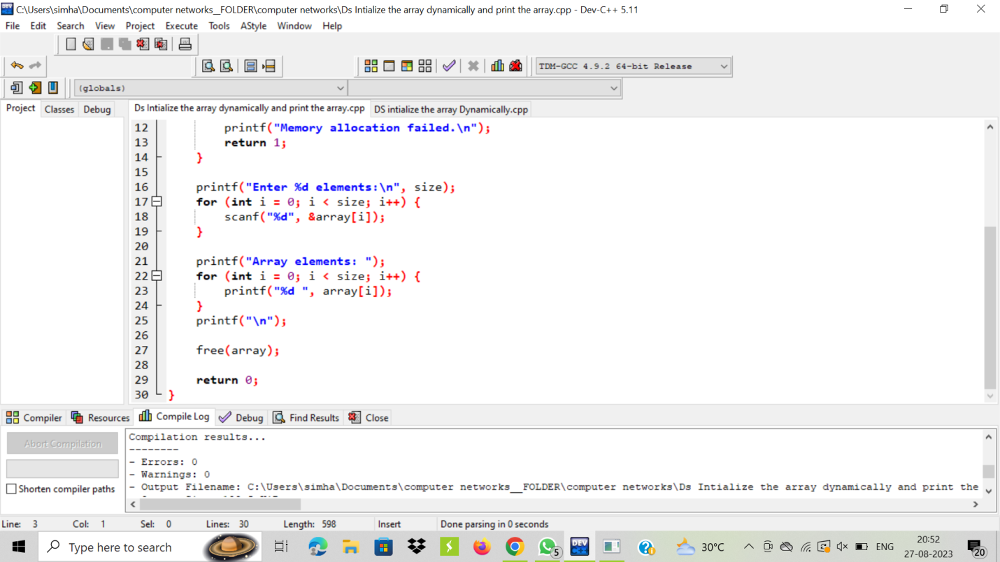 C:\Users\simha\Documents\computer networks__FOLDER\computer networks\Ds Intialize the array dynamically and print the array.cpp - Dev-C++ 5.11
File Edit Search View Project Execute Tools AStyle Window Help
TDM-GCC 4.9.2 64-bit Release
(globals)
Project Classes Debug
Ds Intialize the array dynamically and print the array.cpp DS intialize the array Dynamically.cpp
12 printf("Memory allocation failed.\n");
13 return 1;
14 }
15
16 printf("Enter %d elements:\n", size);
17 for (int i = 0; i < size; i++) {
18 scanf("%d", &array[i]);
19 }
20
21 printf("Array elements: ");
22 for (int i = 0; i < size; i++) {
23 printf("%d ", array[i]);
24 }
25 printf("\n");
26
27 free(array);
28
29 return 0;
30 }
Compiler Resources Compile Log Debug Find Results Close
Abort Compilation
Shorten compiler paths
Compilation results...
--------
- Errors: 0
- Warnings: 0
- Output Filename: C:\Users\simha\Documents\computer networks__FOLDER\computer networks\Ds Intialize the array dynamically and print the
Line: 3 Col: 1 Sel: 0 Lines: 30 Length: 598 Insert Done parsing in 0 seconds
Type here to search
5
DEV
C++
30°C
ENG
20:52
27-08-2023
20